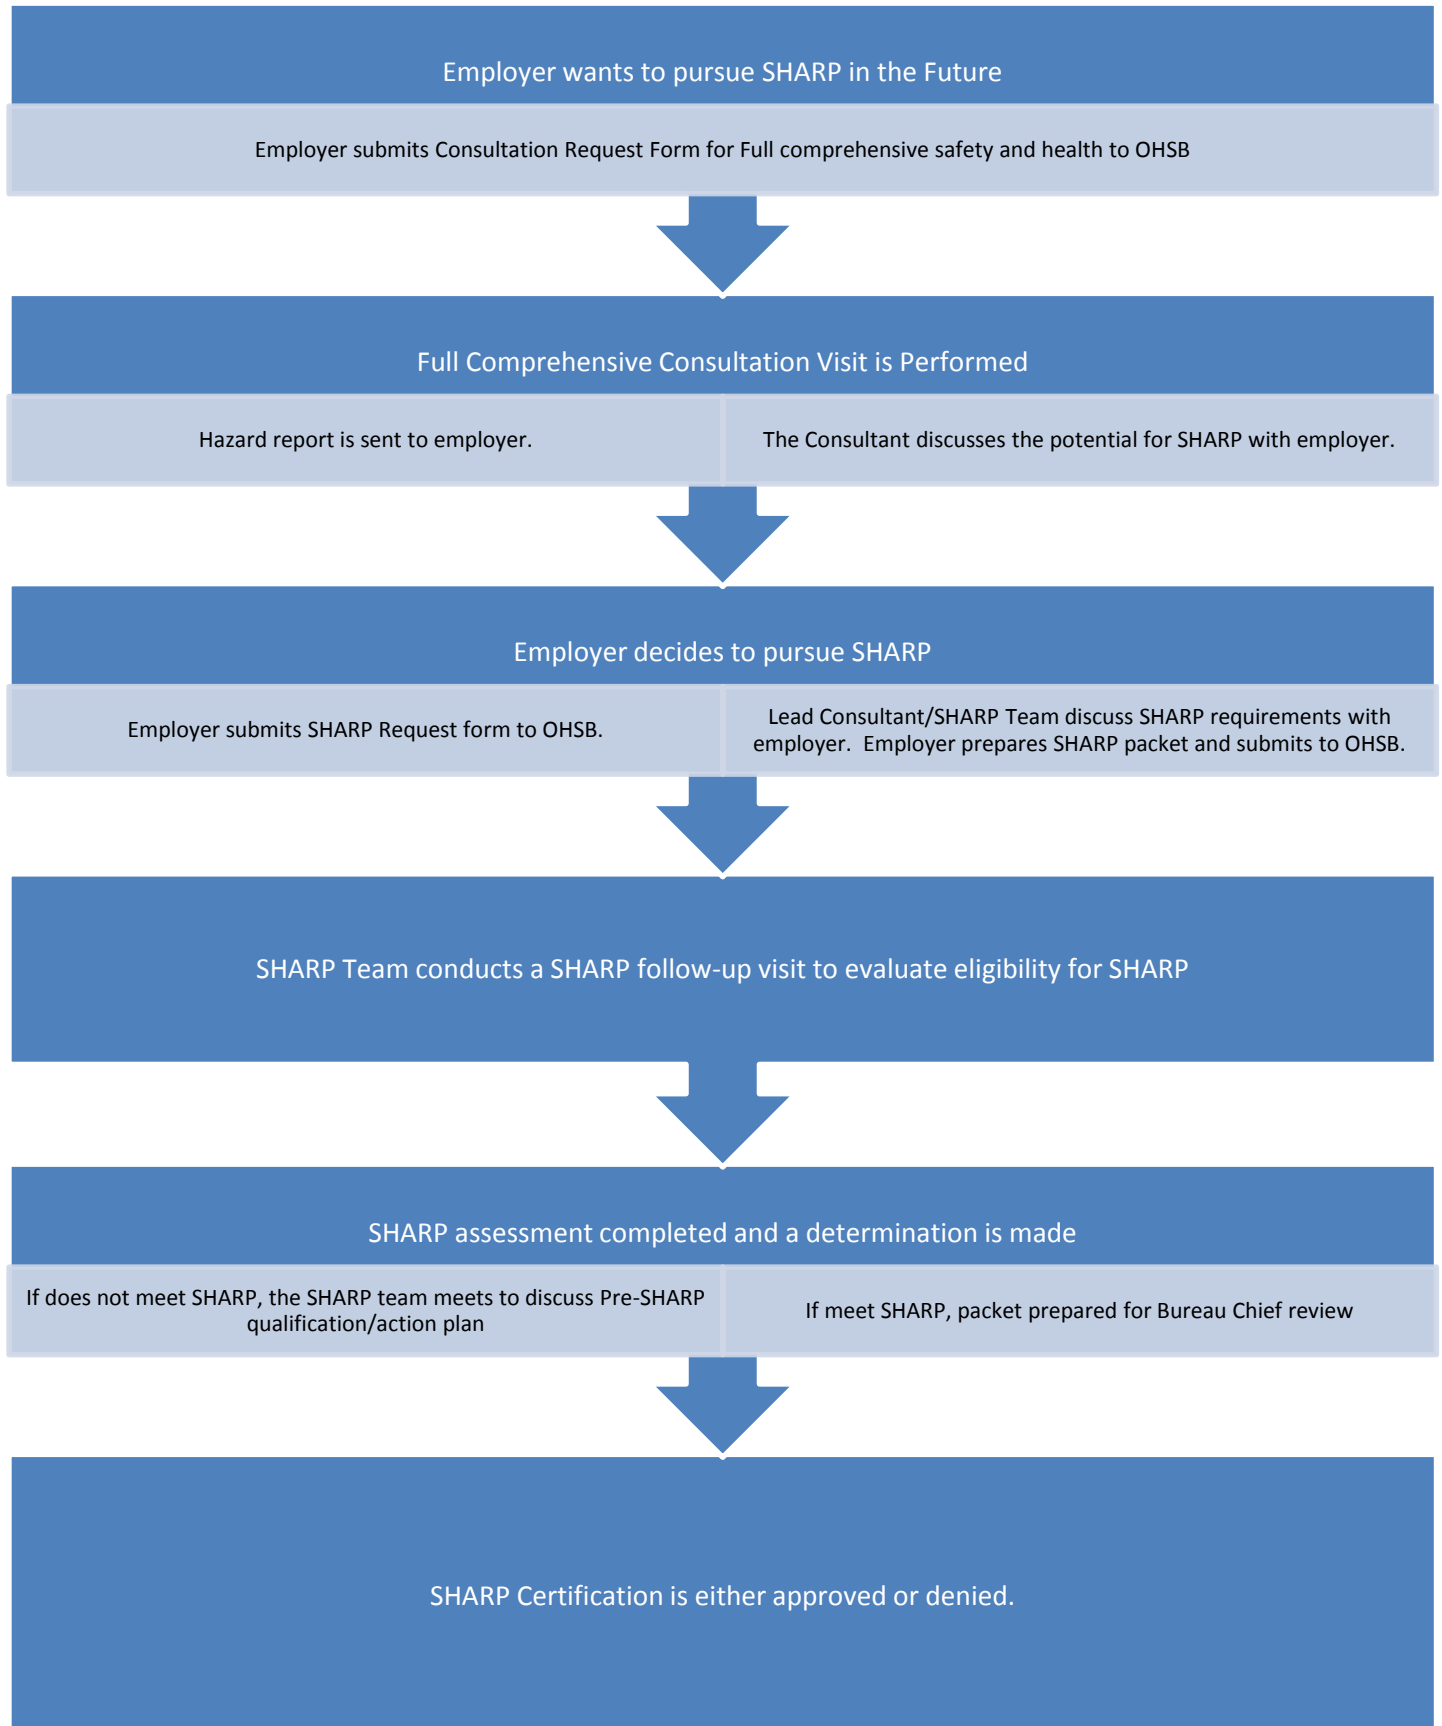 Employer wants to pursue SHARP in the Future
Employer submits Consultation Request Form for Full comprehensive safety and health to OHSB
Full Comprehensive Consultation Visit is Performed
Hazard report is sent to employer.
The Consultant discusses the potential for SHARP with employer.
Employer decides to pursue SHARP
Employer submits SHARP Request form to OHSB.
Lead Consultant/SHARP Team discuss SHARP requirements with
employer.  Employer prepares SHARP packet and submits to OHSB.
SHARP Team conducts a SHARP follow-up visit to evaluate eligibility for SHARP
SHARP assessment completed and a determination is made
If does not meet SHARP, the SHARP team meets to discuss Pre-SHARP
qualification/action plan
If meet SHARP, packet prepared for Bureau Chief review
SHARP Certification is either approved or denied.